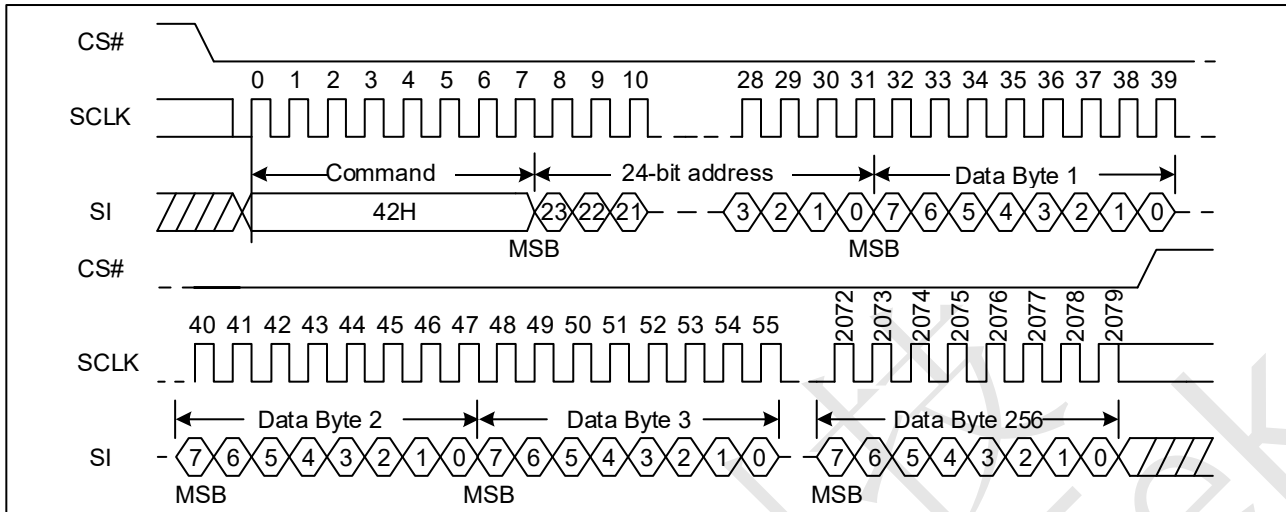 CS#
0 1 2 3 4 5 6 7 8 9 10 28 29 30 31 32 33 34 35 36 37 38 39
SCLK
Command 24-bit address Data Byte 1
SI 42H 23 22 21 3 2 1 0 7 6 5 4 3 2 1 0
MSB MSB
CS#
40 41 42 43 44 45 46 47 48 49 50 51 52 53 54 55 2072 2073 2074 2075 2076 2077 2078 2079
SCLK
Data Byte 2 Data Byte 3 Data Byte 256
SI 7 6 5 4 3 2 1 0 7 6 5 4 3 2 1 0 7 6 5 4 3 2 1 0
MSB MSB MSB